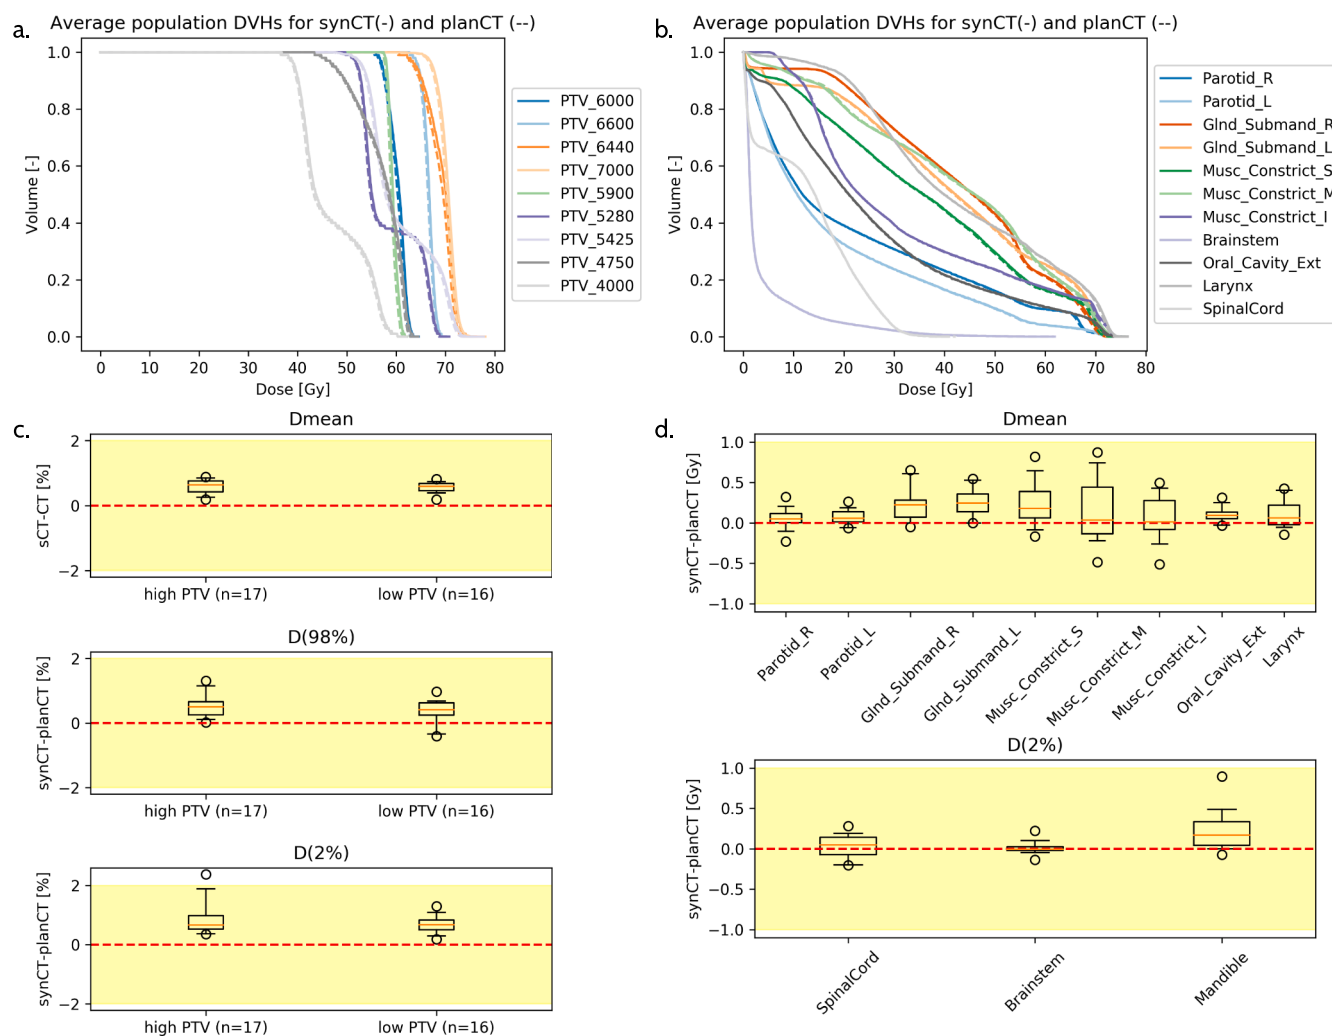 a.
Average population DVHs for synCT(-) and planCT (--)
Volume [-]
1.0
0.8
0.6
0.4
0.2
0.0
0 10 20 30 40 50 60 70 80
Dose [Gy]
PTV_6000
PTV_6600
PTV_6440
PTV_7000
PTV_5900
PTV_5280
PTV_5425
PTV_4750
PTV_4000
b.
Average population DVHs for synCT(-) and planCT (--)
Volume [-]
1.0
0.8
0.6
0.4
0.2
0.0
0 10 20 30 40 50 60 70 80
Dose [Gy]
Parotid_R
Parotid_L
Glnd_Submand_R
Glnd_Submand_L
Musc_Constrict_S
Musc_Constrict_M
Musc_Constrict_I
Brainstem
Oral_Cavity_Ext
Larynx
SpinalCord
c.
Dmean
sCT-CT [%]
2
0
−2
high PTV (n=17) low PTV (n=16)
D(98%)
synCT-planCT [%]
2
0
−2
high PTV (n=17) low PTV (n=16)
D(2%)
synCT-planCT [%]
2
0
−2
high PTV (n=17) low PTV (n=16)
d.
Dmean
synCT-planCT [Gy]
1.0
0.5
0.0
−0.5
−1.0
Parotid_R
Parotid_L
Glnd_Submand_R
Glnd_Submand_L
Musc_Constrict_S
Musc_Constrict_M
Musc_Constrict_I
Oral_Cavity_Ext
Larynx
D(2%)
synCT-planCT [Gy]
1.0
0.5
0.0
−0.5
−1.0
SpinalCord
Brainstem
Mandible